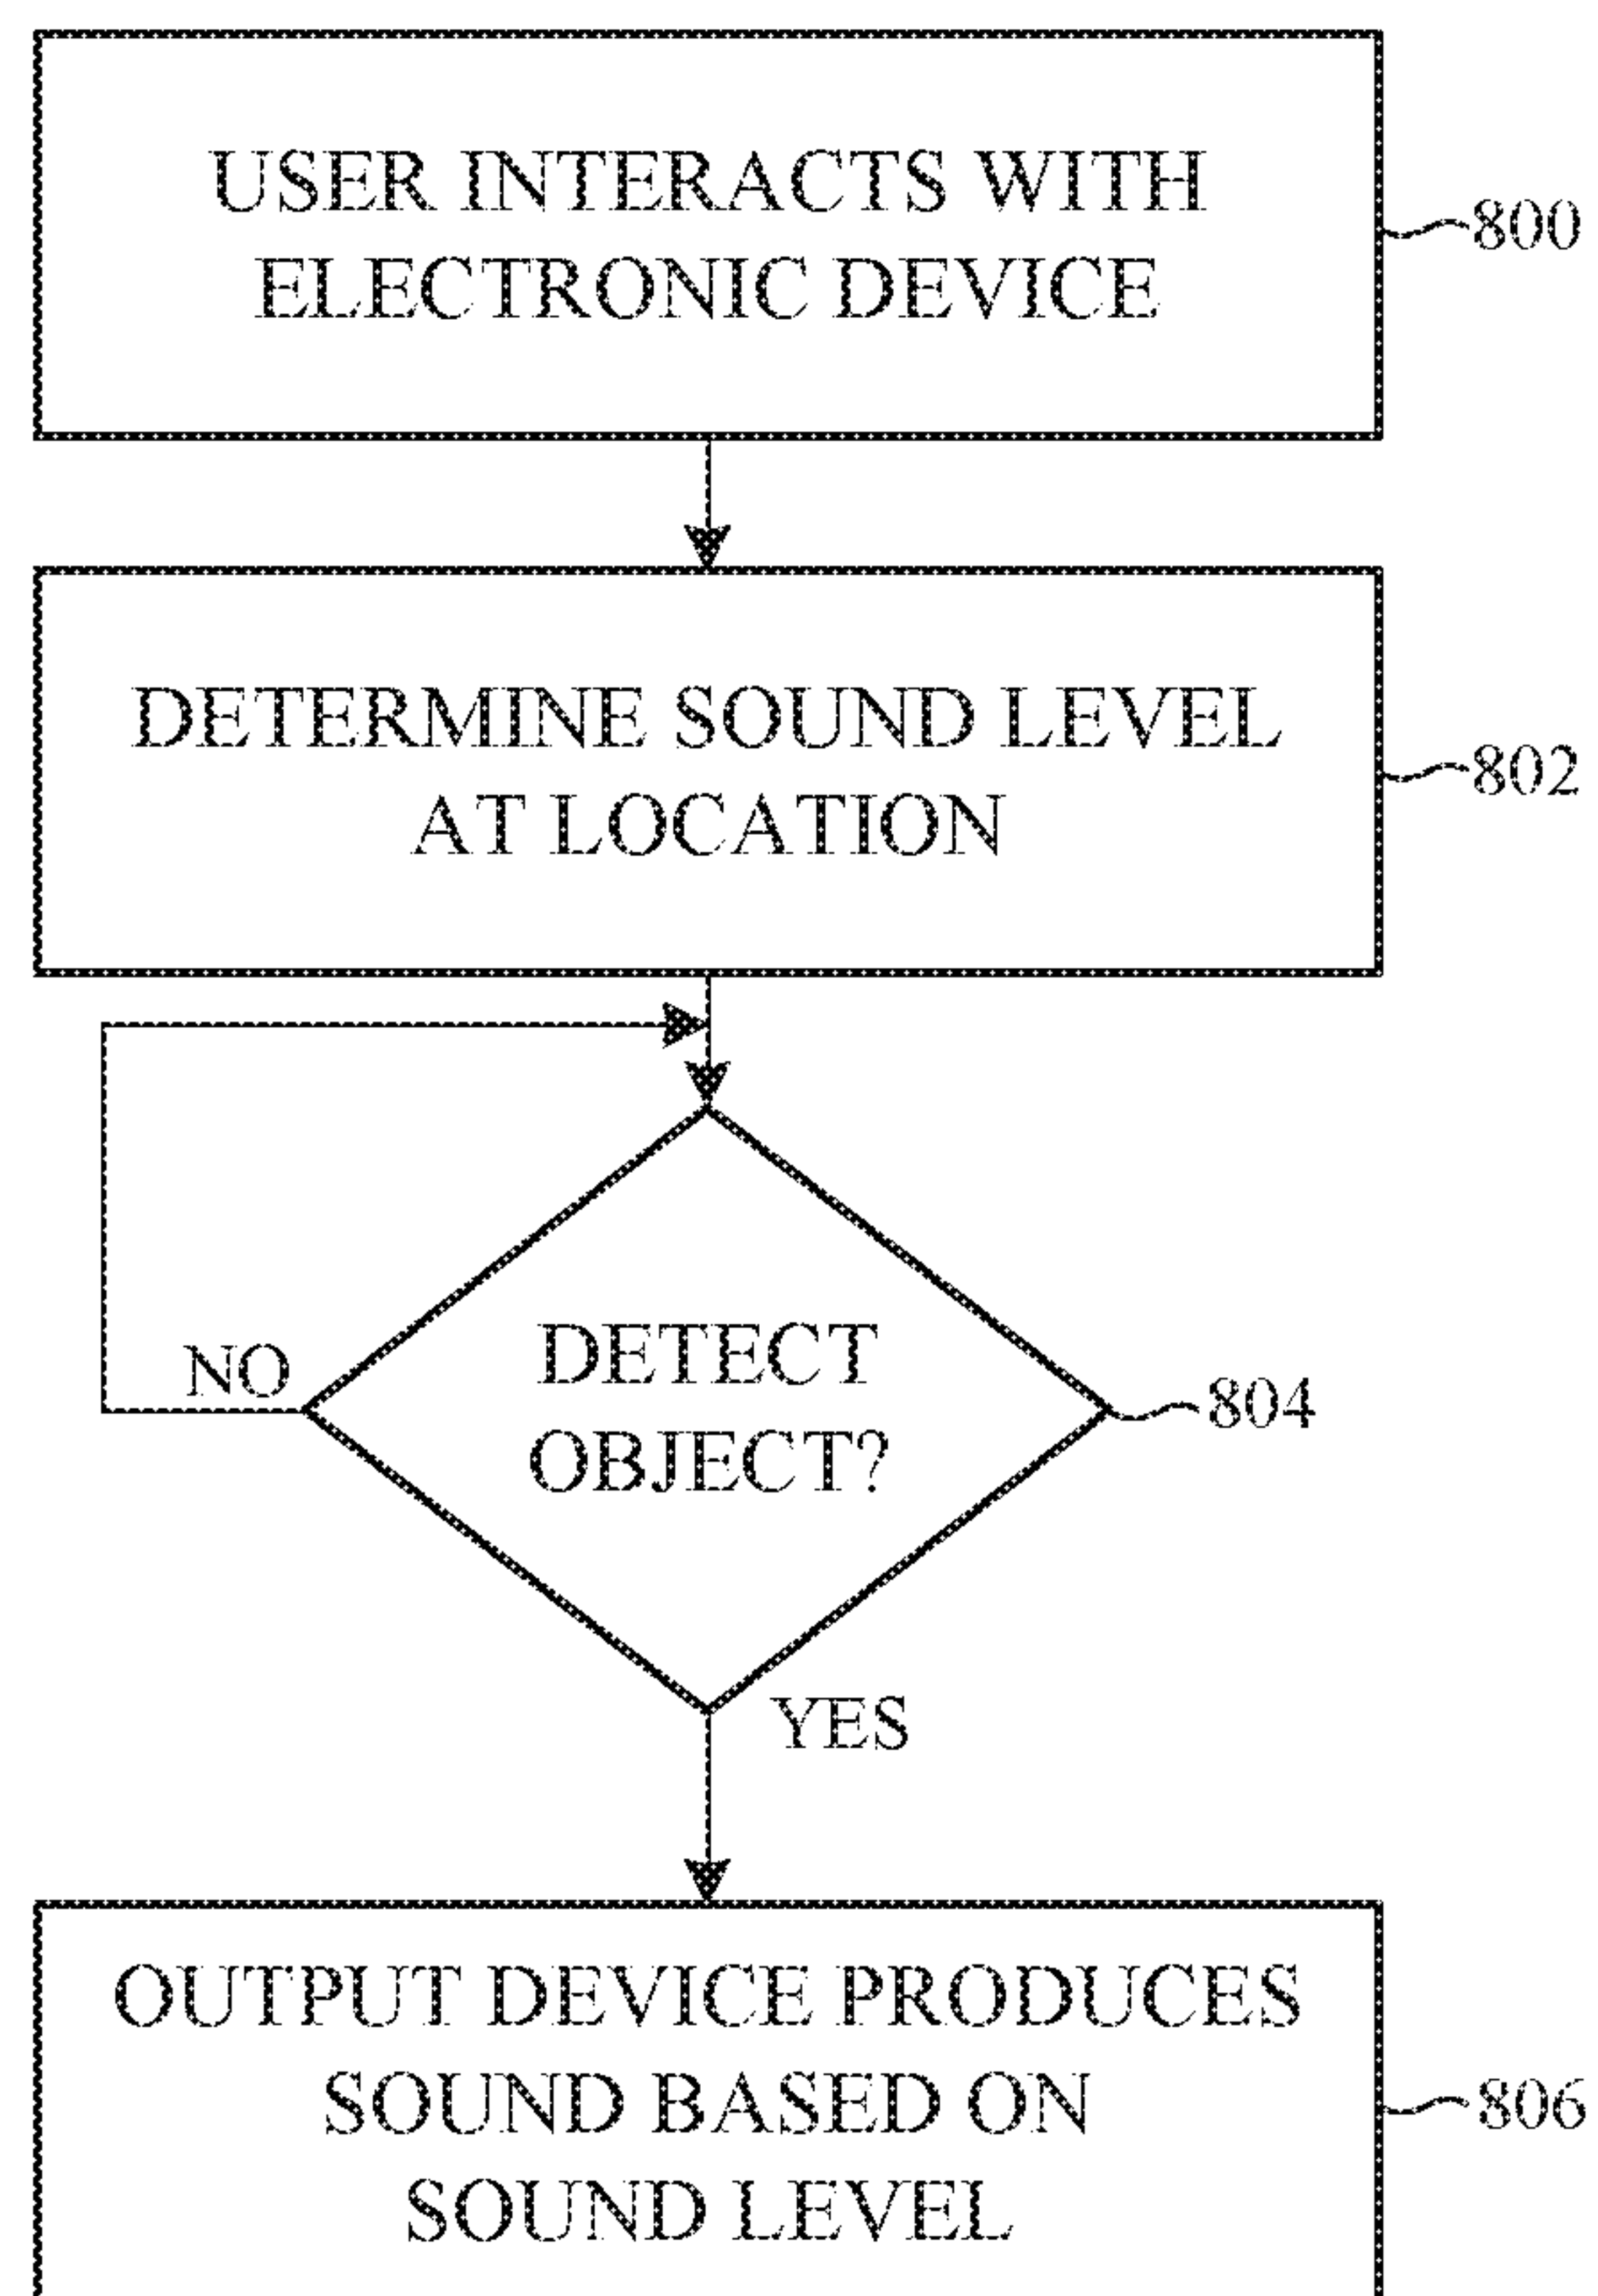 USER INTERACTS WITH
ELECTRONIC DEVICE
800
DETERMINE SOUND LEVEL
AT LOCATION
802
NO
DETECT
OBJECT?
804
YES
OUTPUT DEVICE PRODUCES
SOUND BASED ON
SOUND LEVEL
806